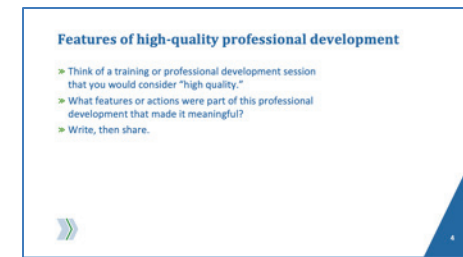 Features of high-quality professional development
» Think of a training or professional development session
that you would consider “high quality.”
» What features or actions were part of this professional
development that made it meaningful?
» Write, then share.
4